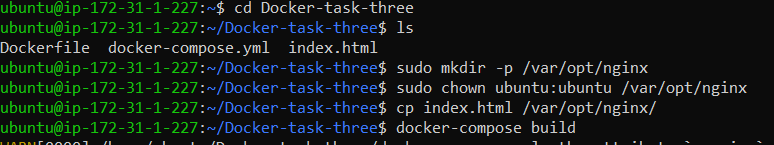 ubuntu@ip-172-31-1-227:~$ cd Docker-task-three
ubuntu@ip-172-31-1-227:~/Docker-task-three$ ls
Dockerfile  docker-compose.yml  index.html
ubuntu@ip-172-31-1-227:~/Docker-task-three$ sudo mkdir -p /var/opt/nginx
ubuntu@ip-172-31-1-227:~/Docker-task-three$ sudo chown ubuntu:ubuntu /var/opt/nginx
ubuntu@ip-172-31-1-227:~/Docker-task-three$ cp index.html /var/opt/nginx/
ubuntu@ip-172-31-1-227:~/Docker-task-three$ docker-compose build